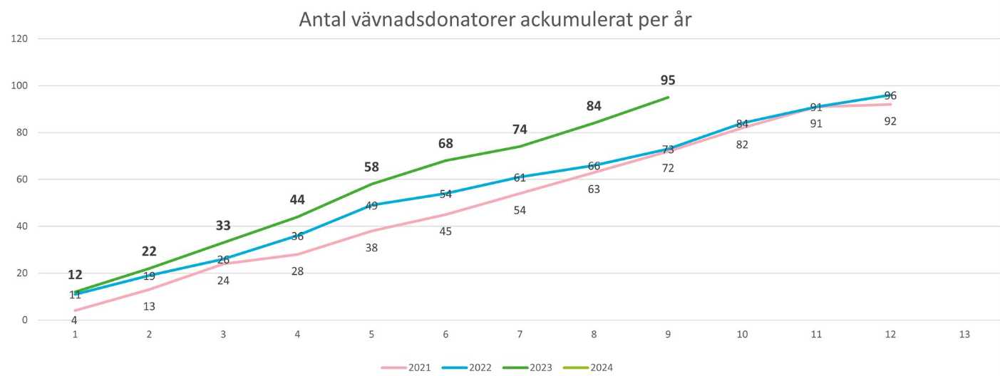 Antal vävnadsdonatorer ackumulerat per år
120
100
80
60
40
20
0
12 22 33 44 58 68 74 84 95
11 19 26 36 49 54 61 66 73 84 91 96
4 13 24 28 38 45 54 63 72 82 91 92
1 2 3 4 5 6 7 8 9 10 11 12 13
2021 2022 2023 2024